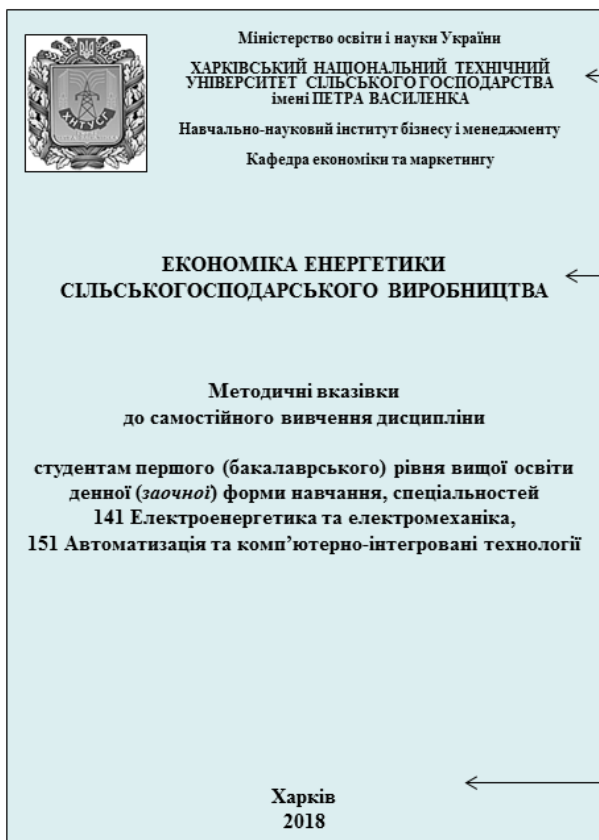 Міністерство освіти і науки України
ХАРКІВСЬКИЙ НАЦІОНАЛЬНИЙ ТЕХНІЧНИЙ
УНІВЕРСИТЕТ СІЛЬСЬКОГО ГОСПОДАРСТВА
імені ПЕТРА ВАСИЛЕНКА
Навчально-науковий інститут бізнесу і менеджменту
Кафедра економіки та маркетингу
ХНТУСГ
ЕКОНОМІКА ЕНЕРГЕТИКИ
СІЛЬСЬКОГОСПОДАРСЬКОГО ВИРОБНИЦТВА
Методичні вказівки
до самостійного вивчення дисципліни
студентам першого (бакалаврського) рівня вищої освіти
денної (заочної) форми навчання, спеціальностей
141 Електроенергетика та електромеханіка,
151 Автоматизація та комп’ютерно-інтегровані технології
Харків
2018